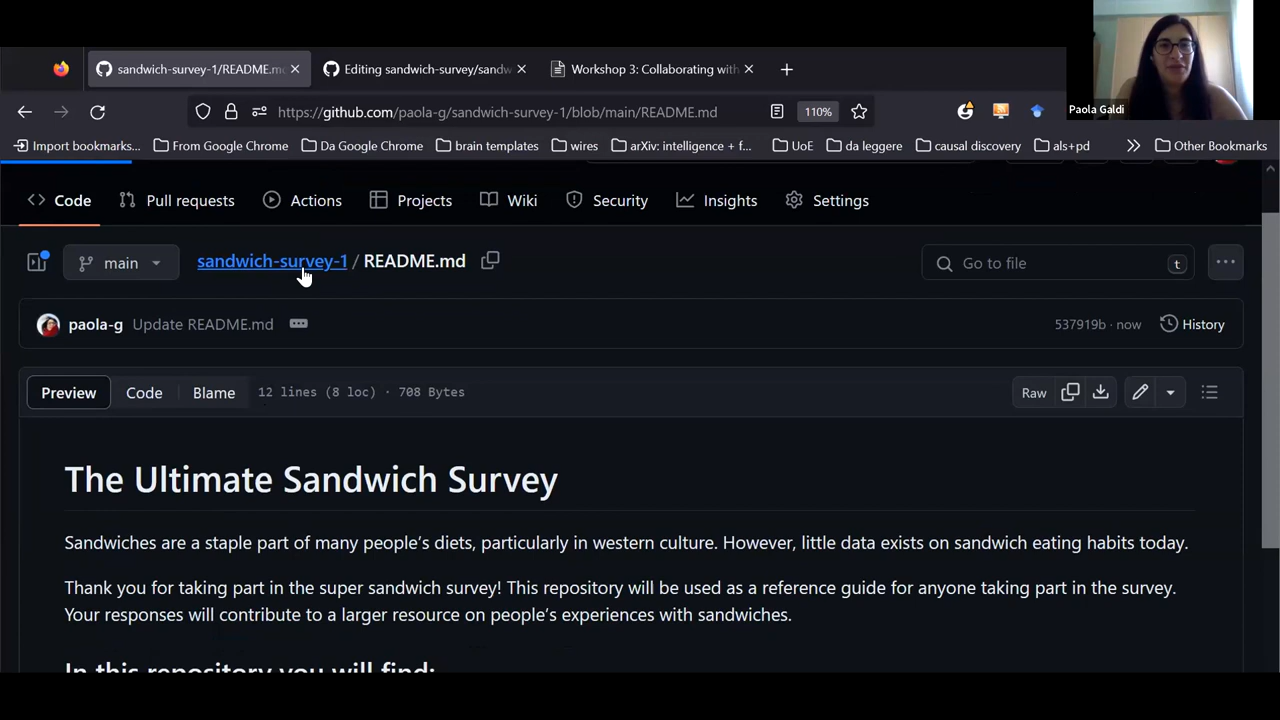 sandwich-survey-1/README.m
Editing sandwich-survey/sandw
Workshop 3: Collaborating with
https://github.com/paola-g/sandwich-survey-1/blob/main/README.md
110%
Paola Galdi
Import bookmarks...
From Google Chrome
Da Google Chrome
brain templates
wires
arXiv: intelligence + f...
UoE
da leggere
causal discovery
als+pd
Other Bookmarks
Code
Pull requests
Actions
Projects
Wiki
Security
Insights
Settings
main
sandwich-survey-1 / README.md
Go to file
t
paola-g Update README.md
537919b · now
History
Preview
Code
Blame
12 lines (8 loc) · 708 Bytes
Raw
The Ultimate Sandwich Survey
Sandwiches are a staple part of many people’s diets, particularly in western culture. However, little data exists on sandwich eating habits today.
Thank you for taking part in the super sandwich survey! This repository will be used as a reference guide for anyone taking part in the survey.
Your responses will contribute to a larger resource on people’s experiences with sandwiches.
In this repository you will find: